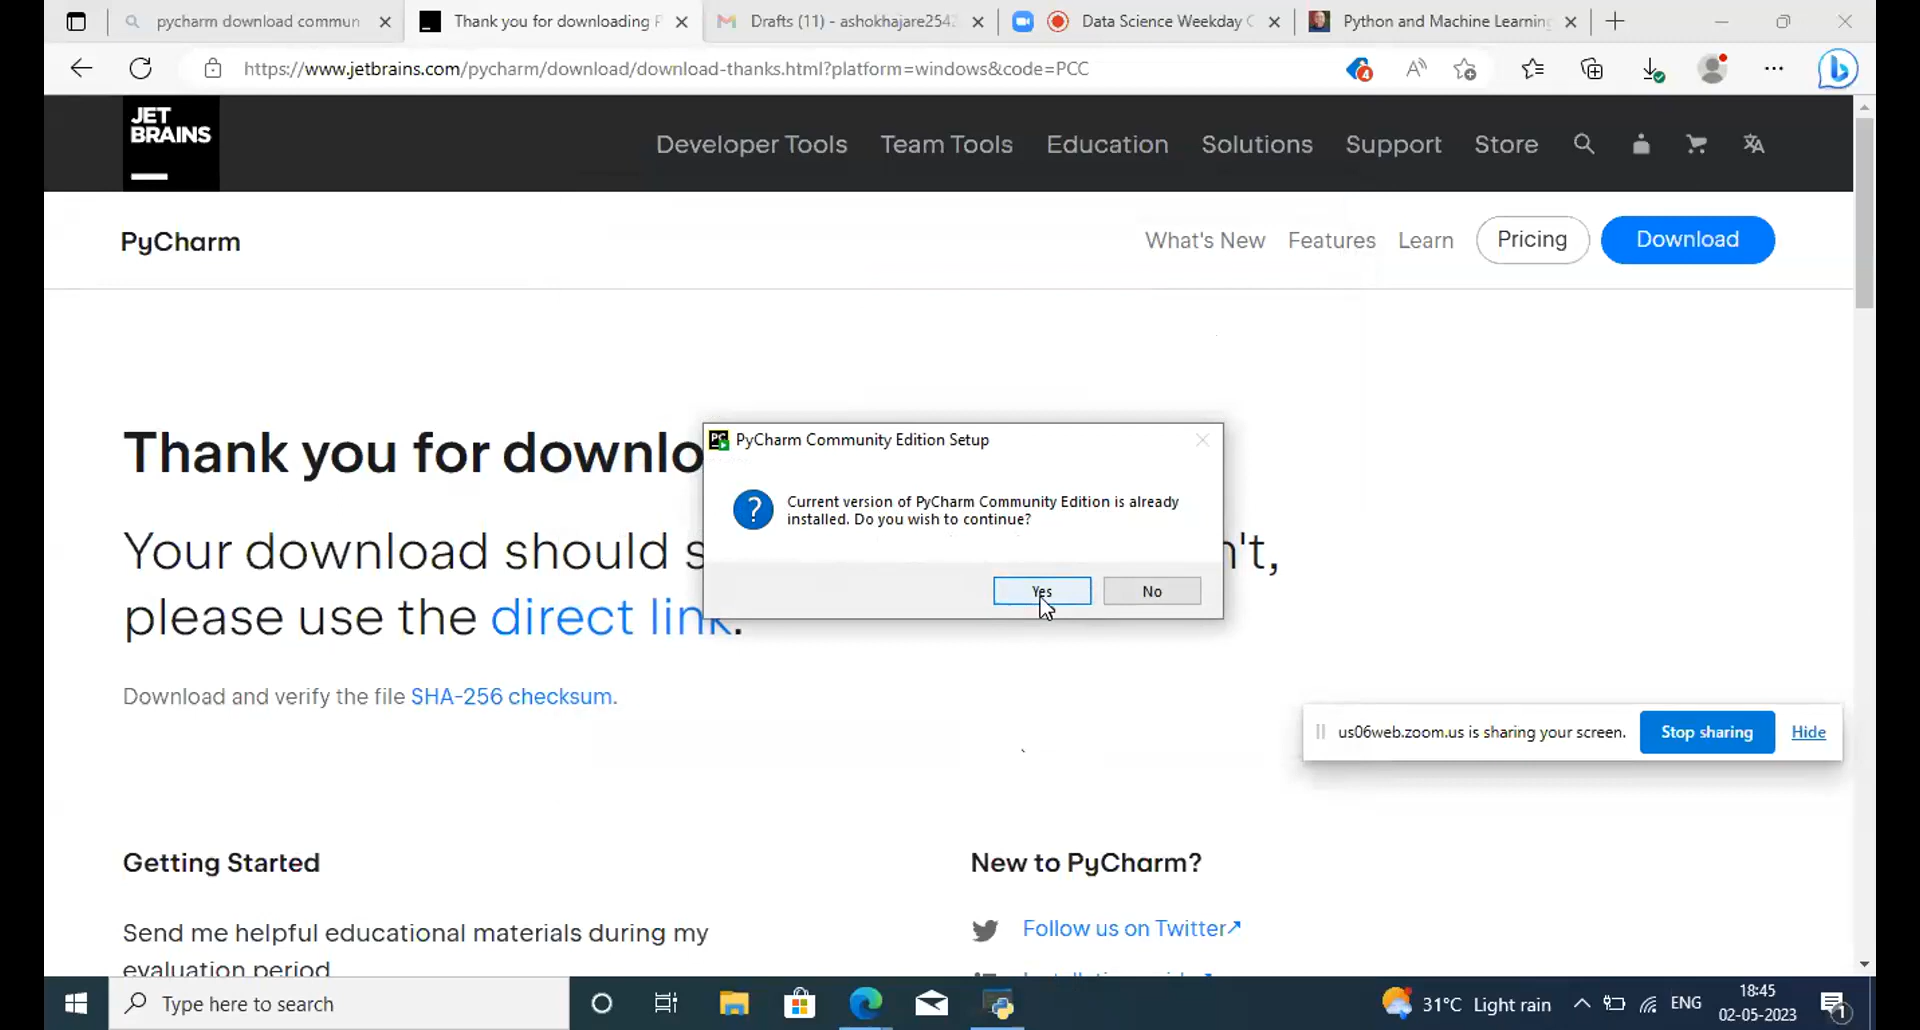 pycharm download commun
Thank you for downloading P
Drafts (11) - ashokhajare254
Data Science Weekday
Python and Machine Learning
https://www.jetbrains.com/pycharm/download/download-thanks.html?platform=windows&code=PCC
4
JET
BRAINS
Developer Tools
Team Tools
Education
Solutions
Support
Store
PyCharm
What's New
Features
Learn
Pricing
Download
Thank you for downlo
PyCharm Community Edition Setup
Current version of PyCharm Community Edition is already
installed. Do you wish to continue?
Yes
No
Your download should s
n't,
please use the direct link.
Download and verify the file SHA-256 checksum.
us06web.zoom.us is sharing your screen.
Stop sharing
Hide
Getting Started
New to PyCharm?
Send me helpful educational materials during my
evaluation period
Follow us on Twitter↗
Type here to search
31°C Light rain
ENG
18:45
02-05-2023
1